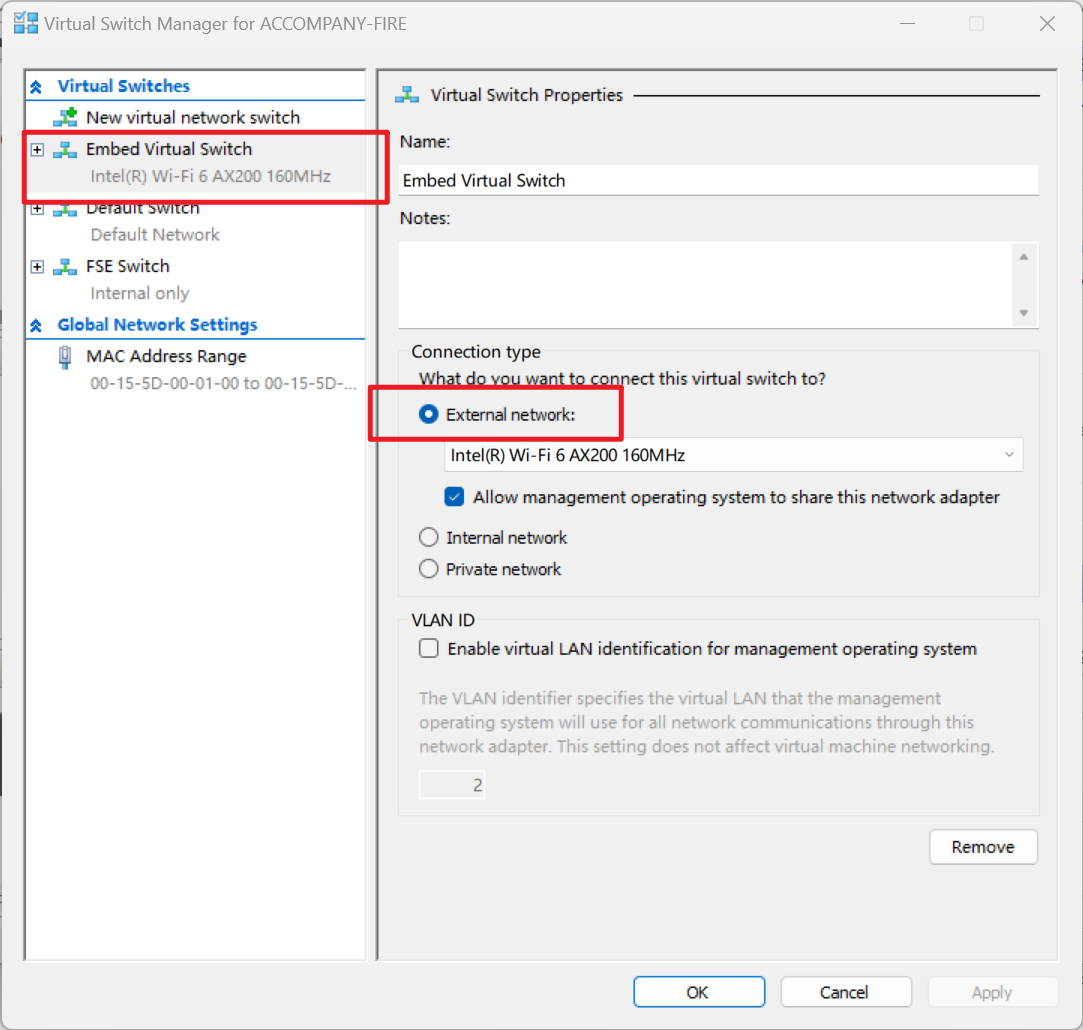 Virtual Switch Manager for ACCOMPANY-FIRE
Virtual Switches
New virtual network switch
Embed Virtual Switch
Intel(R) Wi-Fi 6 AX200 160MHz
Default Switch
Default Network
FSE Switch
Internal only
Global Network Settings
MAC Address Range
00-15-5D-00-01-00 to 00-15-5D-...
Virtual Switch Properties
Name:
Embed Virtual Switch
Notes:
Connection type
What do you want to connect this virtual switch to?
External network:
Intel(R) Wi-Fi 6 AX200 160MHz
Allow management operating system to share this network adapter
Internal network
Private network
VLAN ID
Enable virtual LAN identification for management operating system
The VLAN identifier specifies the virtual LAN that the management
operating system will use for all network communications through this
network adapter. This setting does not affect virtual machine networking.
2
Remove
OK
Cancel
Apply